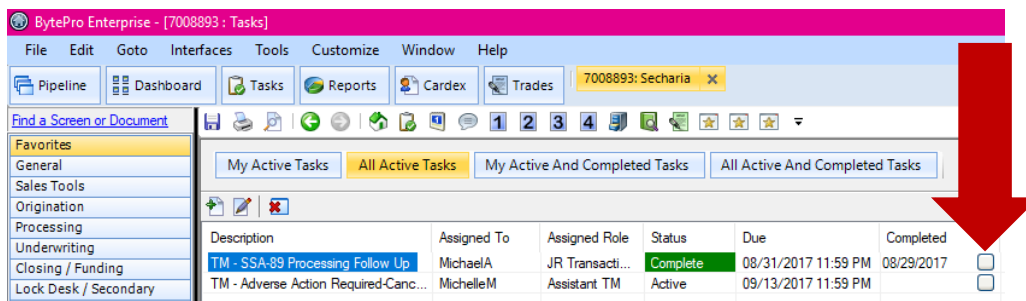 BytePro Enterprise - [7008893 : Tasks]
File Edit Goto Interfaces Tools Customize Window Help
Pipeline Dashboard Tasks Reports Cardex Trades 7008893: Secharia
Find a Screen or Document 1 2 3 4
Favorites
General My Active Tasks All Active Tasks My Active And Completed Tasks All Active And Completed Tasks
Sales Tools
Origination
Processing
Underwriting Description Assigned To Assigned Role Status Due Completed
Closing / Funding TM - SSA-89 Processing Follow Up MichaelA JR Transacti... Complete 08/31/2017 11:59 PM 08/29/2017
Lock Desk / Secondary TM - Adverse Action Required-Canc... MichelleM Assistant TM Active 09/13/2017 11:59 PM